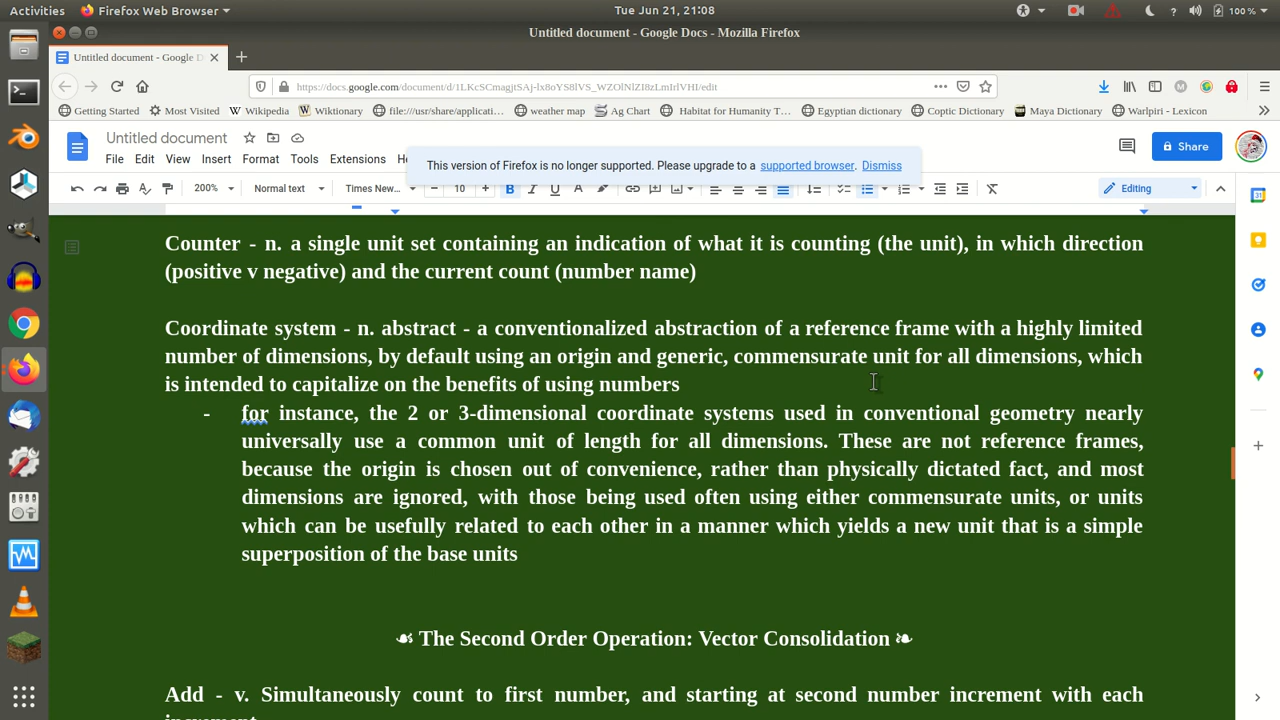 Activities Firefox Web Browser Tue Jun 21, 21:08 100 %
Untitled document - Google Docs - Mozilla Firefox
Untitled document - Google D
https://docs.google.com/document/d/
Getting Started Most Visited Wikipedia Wiktionary file:///usr/share/applicati… weather map Ag Chart Habitat for Humanity T… Egyptian dictionary Coptic Dictionary Maya Dictionary Warlpiri - Lexicon
Untitled document
File Edit View Insert Format Tools Extensions
This version of Firefox is no longer supported. Please upgrade to a supported browser. Dismiss
Share
200% Normal text Times New... 10 B I U A Editing
Counter - n. a single unit set containing an indication of what it is counting (the unit), in which direction
(positive v negative) and the current count (number name)
Coordinate system - n. abstract - a conventionalized abstraction of a reference frame with a highly limited
number of dimensions, by default using an origin and generic, commensurate unit for all dimensions, which
is intended to capitalize on the benefits of using numbers
- for instance, the 2 or 3-dimensional coordinate systems used in conventional geometry nearly
universally use a common unit of length for all dimensions. These are not reference frames,
because the origin is chosen out of convenience, rather than physically dictated fact, and most
dimensions are ignored, with those being used often using either commensurate units, or units
which can be usefully related to each other in a manner which yields a new unit that is a simple
superposition of the base units
☙ The Second Order Operation: Vector Consolidation ❧
Add - v. Simultaneously count to first number, and starting at second number increment with each